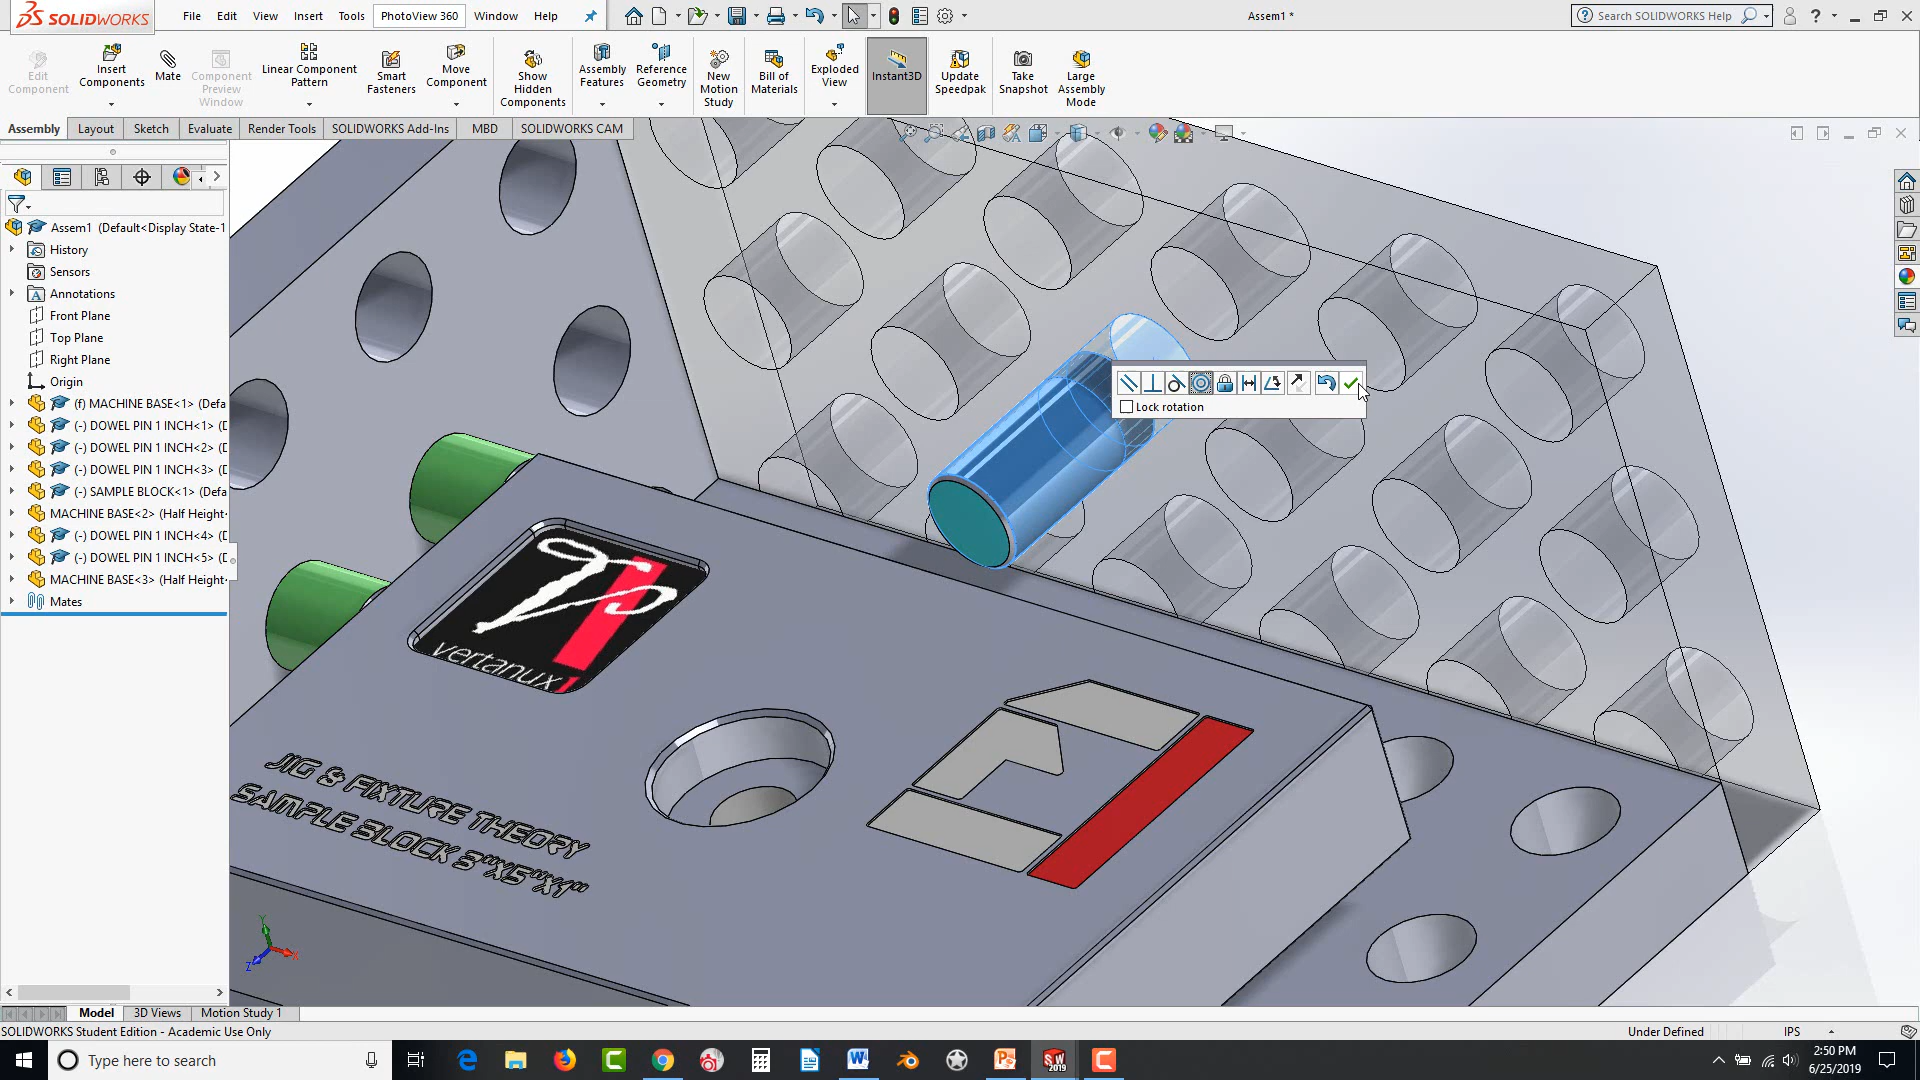 SOLIDWORKS
File Edit View Insert Tools PhotoView 360 Window Help
Assem1 *
Search SOLIDWORKS Help
Edit Component
Insert Components
Mate
Component Preview Window
Linear Component Pattern
Smart Fasteners
Move Component
Show Hidden Components
Assembly Features
Reference Geometry
New Motion Study
Bill of Materials
Exploded View
Instant3D
Update Speedpak
Take Snapshot
Large Assembly Mode
Assembly Layout Sketch Evaluate Render Tools SOLIDWORKS Add-Ins MBD SOLIDWORKS CAM
Assem1 (Default<Display State-1
History
Sensors
Annotations
Front Plane
Top Plane
Right Plane
Origin
(f) MACHINE BASE<1> (Defa
(-) DOWEL PIN 1 INCH<1> (D
(-) DOWEL PIN 1 INCH<2> (D
(-) DOWEL PIN 1 INCH<3> (D
(-) SAMPLE BLOCK<1> (Defa
MACHINE BASE<2> (Half Height-
(-) DOWEL PIN 1 INCH<4> (D
(-) DOWEL PIN 1 INCH<5> (D
MACHINE BASE<3> (Half Height-
Mates
Lock rotation
vertanux1
JIG & FIXTURE THEORY
SAMPLE BLOCK 3"X5"X1"
Model 3D Views Motion Study 1
SOLIDWORKS Student Edition - Academic Use Only
Under Defined
IPS
Type here to search
2:50 PM
6/25/2019